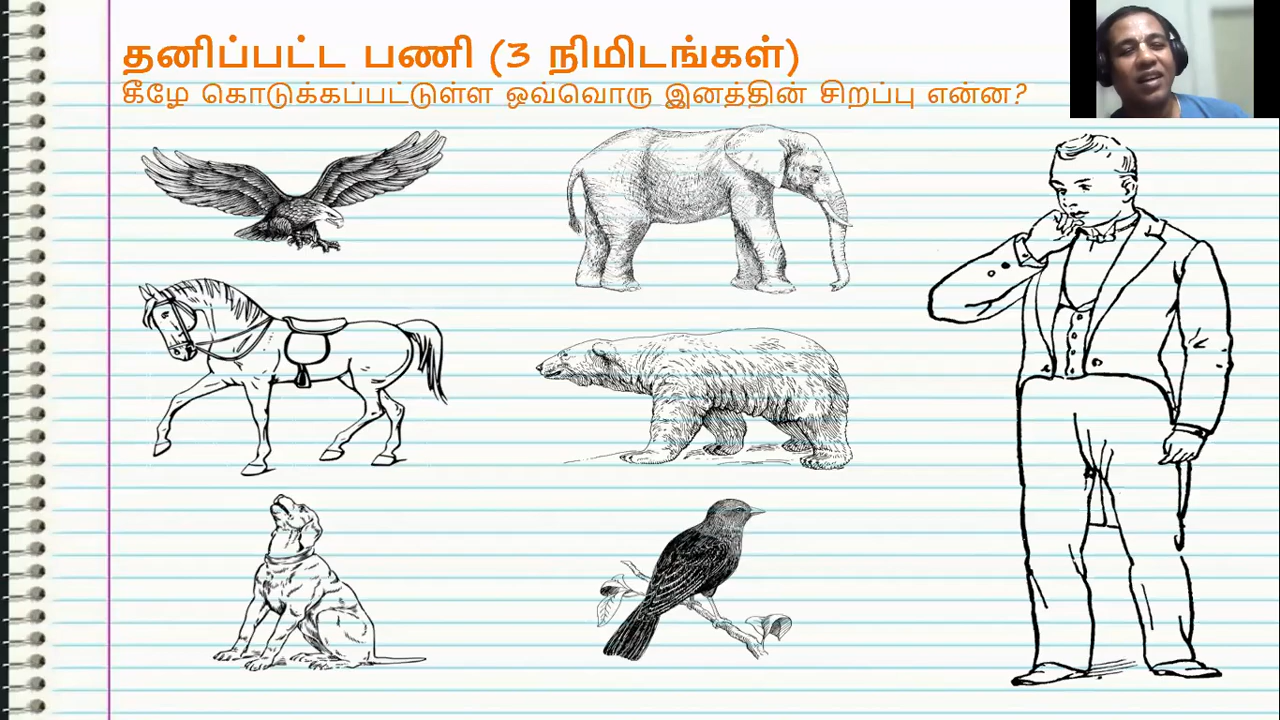 தனிப்பட்ட பணி (3 நிமிடங்கள்)
கீழே கொடுக்கப்பட்டுள்ள ஒவ்வொரு இனத்தின் சிறப்பு என்ன?